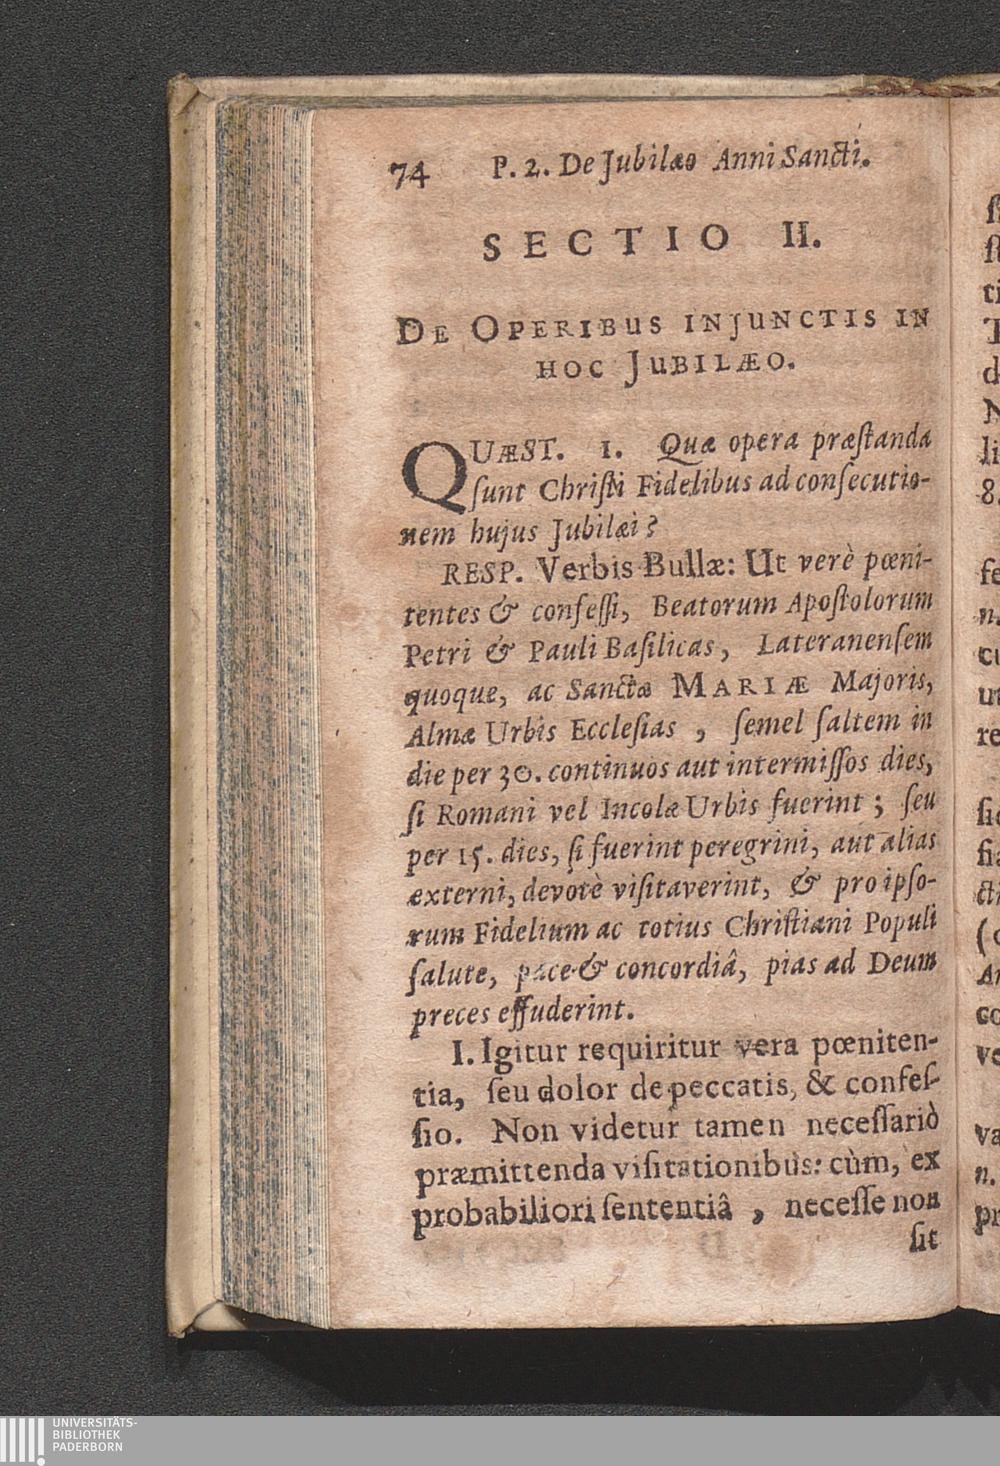 74 P. 2. De Jubilæo Anni Sancti.
SECTIO II.
DE OPERIBUS INJUNCTIS IN
HOC JUBILÆO.
QUÆST. 1. Quæ opera præſtanda
ſunt Chriſti Fidelibus ad conſecutio-
nem hujus Jubilæi?
RESP. Verbis Bullæ: Ut verè pœni-
tentes & confeſſi, Beatorum Apoſtolorum
Petri & Pauli Baſilicas, Lateranenſem
quoque, ac Sanctæ MARIÆ Majoris,
Almæ Urbis Eccleſias, ſemel ſaltem in
die per 30. continuos aut intermiſſos dies,
ſi Romani vel Incolæ Urbis fuerint; ſeu
per 15. dies, ſi fuerint peregrini, aut alias
externi, devotè viſitaverint, & pro ipſo-
rum Fidelium ac totius Chriſtiani Populi
ſalute, pace & concordiâ, pias ad Deum
preces effuderint.
I. Igitur requiritur vera pœniten-
tia, ſeu dolor de peccatis, & confeſ-
ſio. Non videtur tamen neceſſariò
præmittenda viſitationibus: cùm, ex
probabiliori ſententiâ, neceſſe non
ſit
UNIVERSITÄTS-
BIBLIOTHEK
PADERBORN